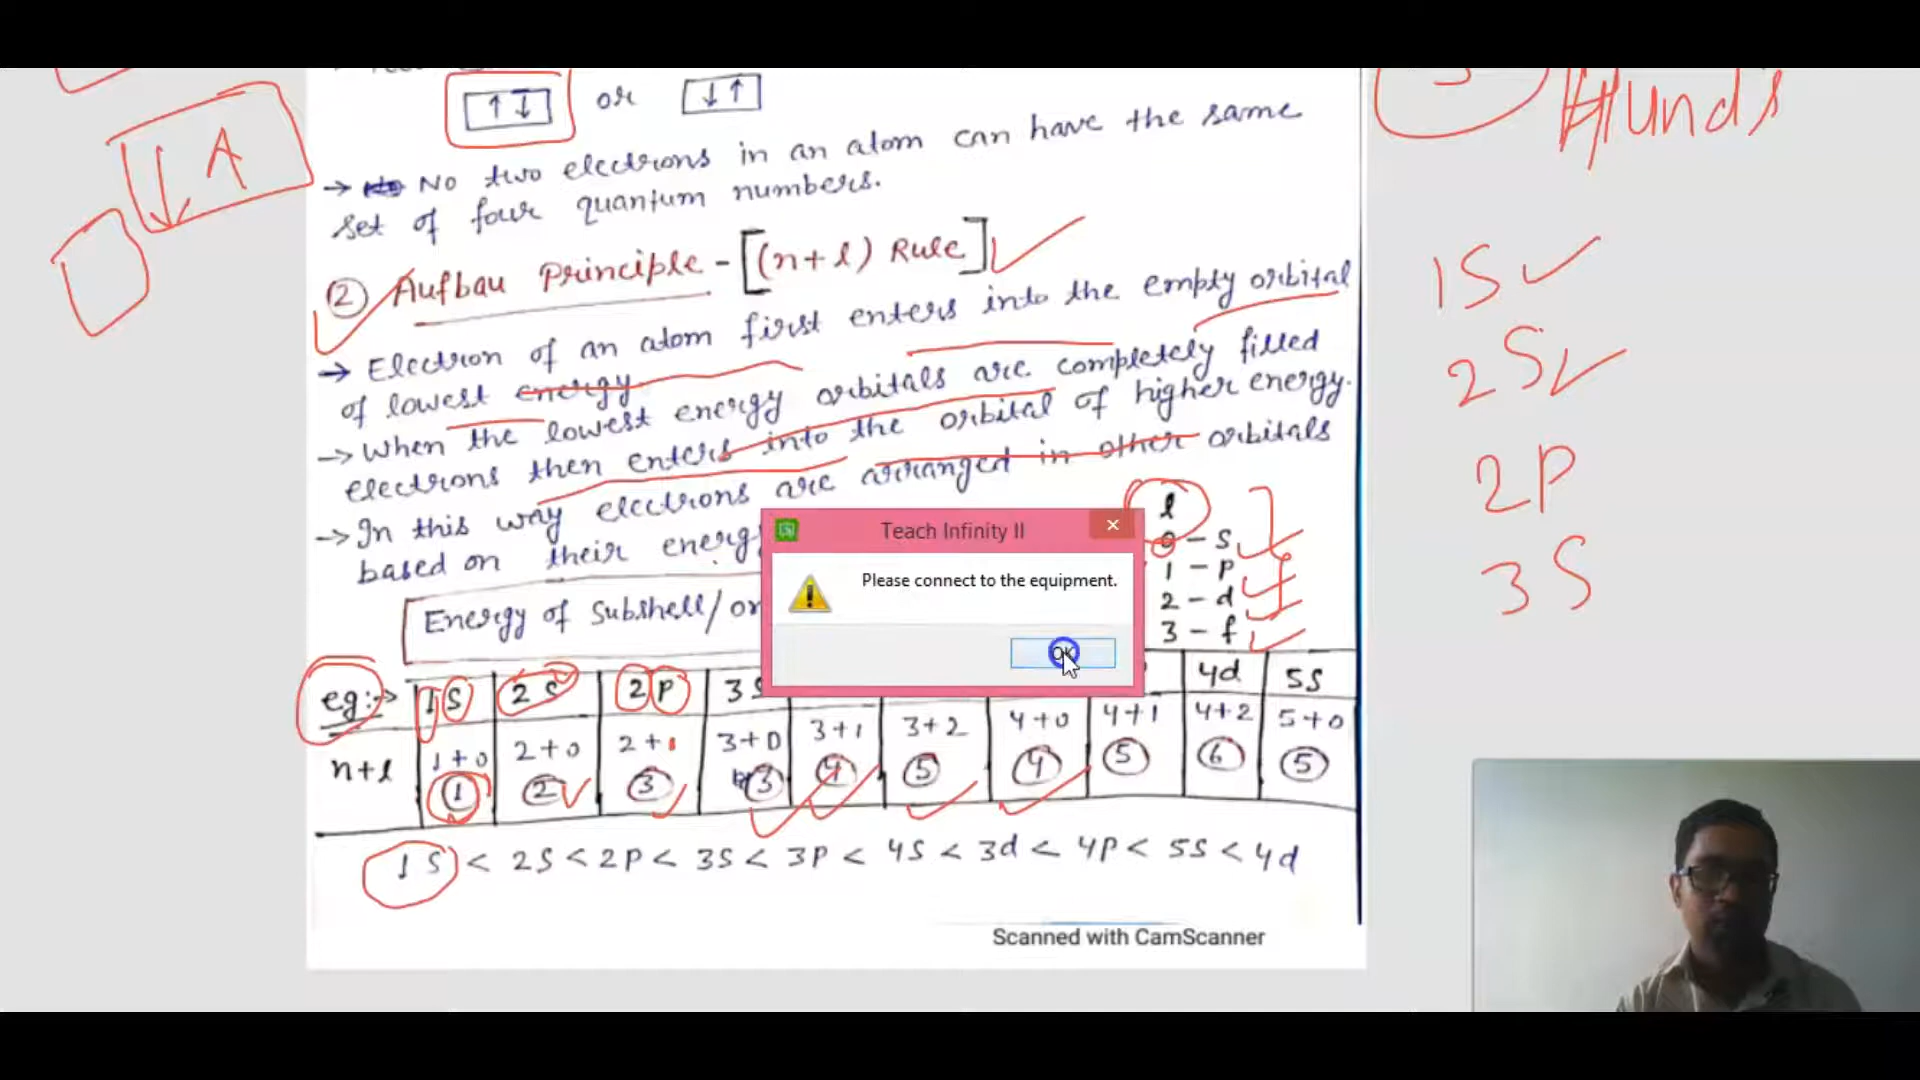 ↑↓ or ↓↑
→ No two electrons in an atom can have the same
set of four quantum numbers.
② Aufbau Principle - [(n+l) Rule]
→ Electron of an atom first enters into the empty orbital
of lowest energy
→ When the lowest energy orbitals are completely filled
electrons then enters into the orbital of higher energy.
→ In this way electrons are arranged in other orbitals
based on their energ
Energy of Subshell/or
l
0 - s
1 - p
2 - d
3 - f
Teach Infinity II
Please connect to the equipment.
OK
eg:→ 1S 2S 2P 3S 4d 5S
n+l 1+0 2+0 2+1 3+0 3+1 3+2 4+0 4+1 4+2 5+0
① ② ③ ③ ④ ⑤ ④ ⑤ ⑥ ⑤
1S < 2S < 2P < 3S < 3P < 4S < 3d < 4P < 5S < 4d
Scanned with CamScanner
A
Hunds
1S
2S
2P
3S